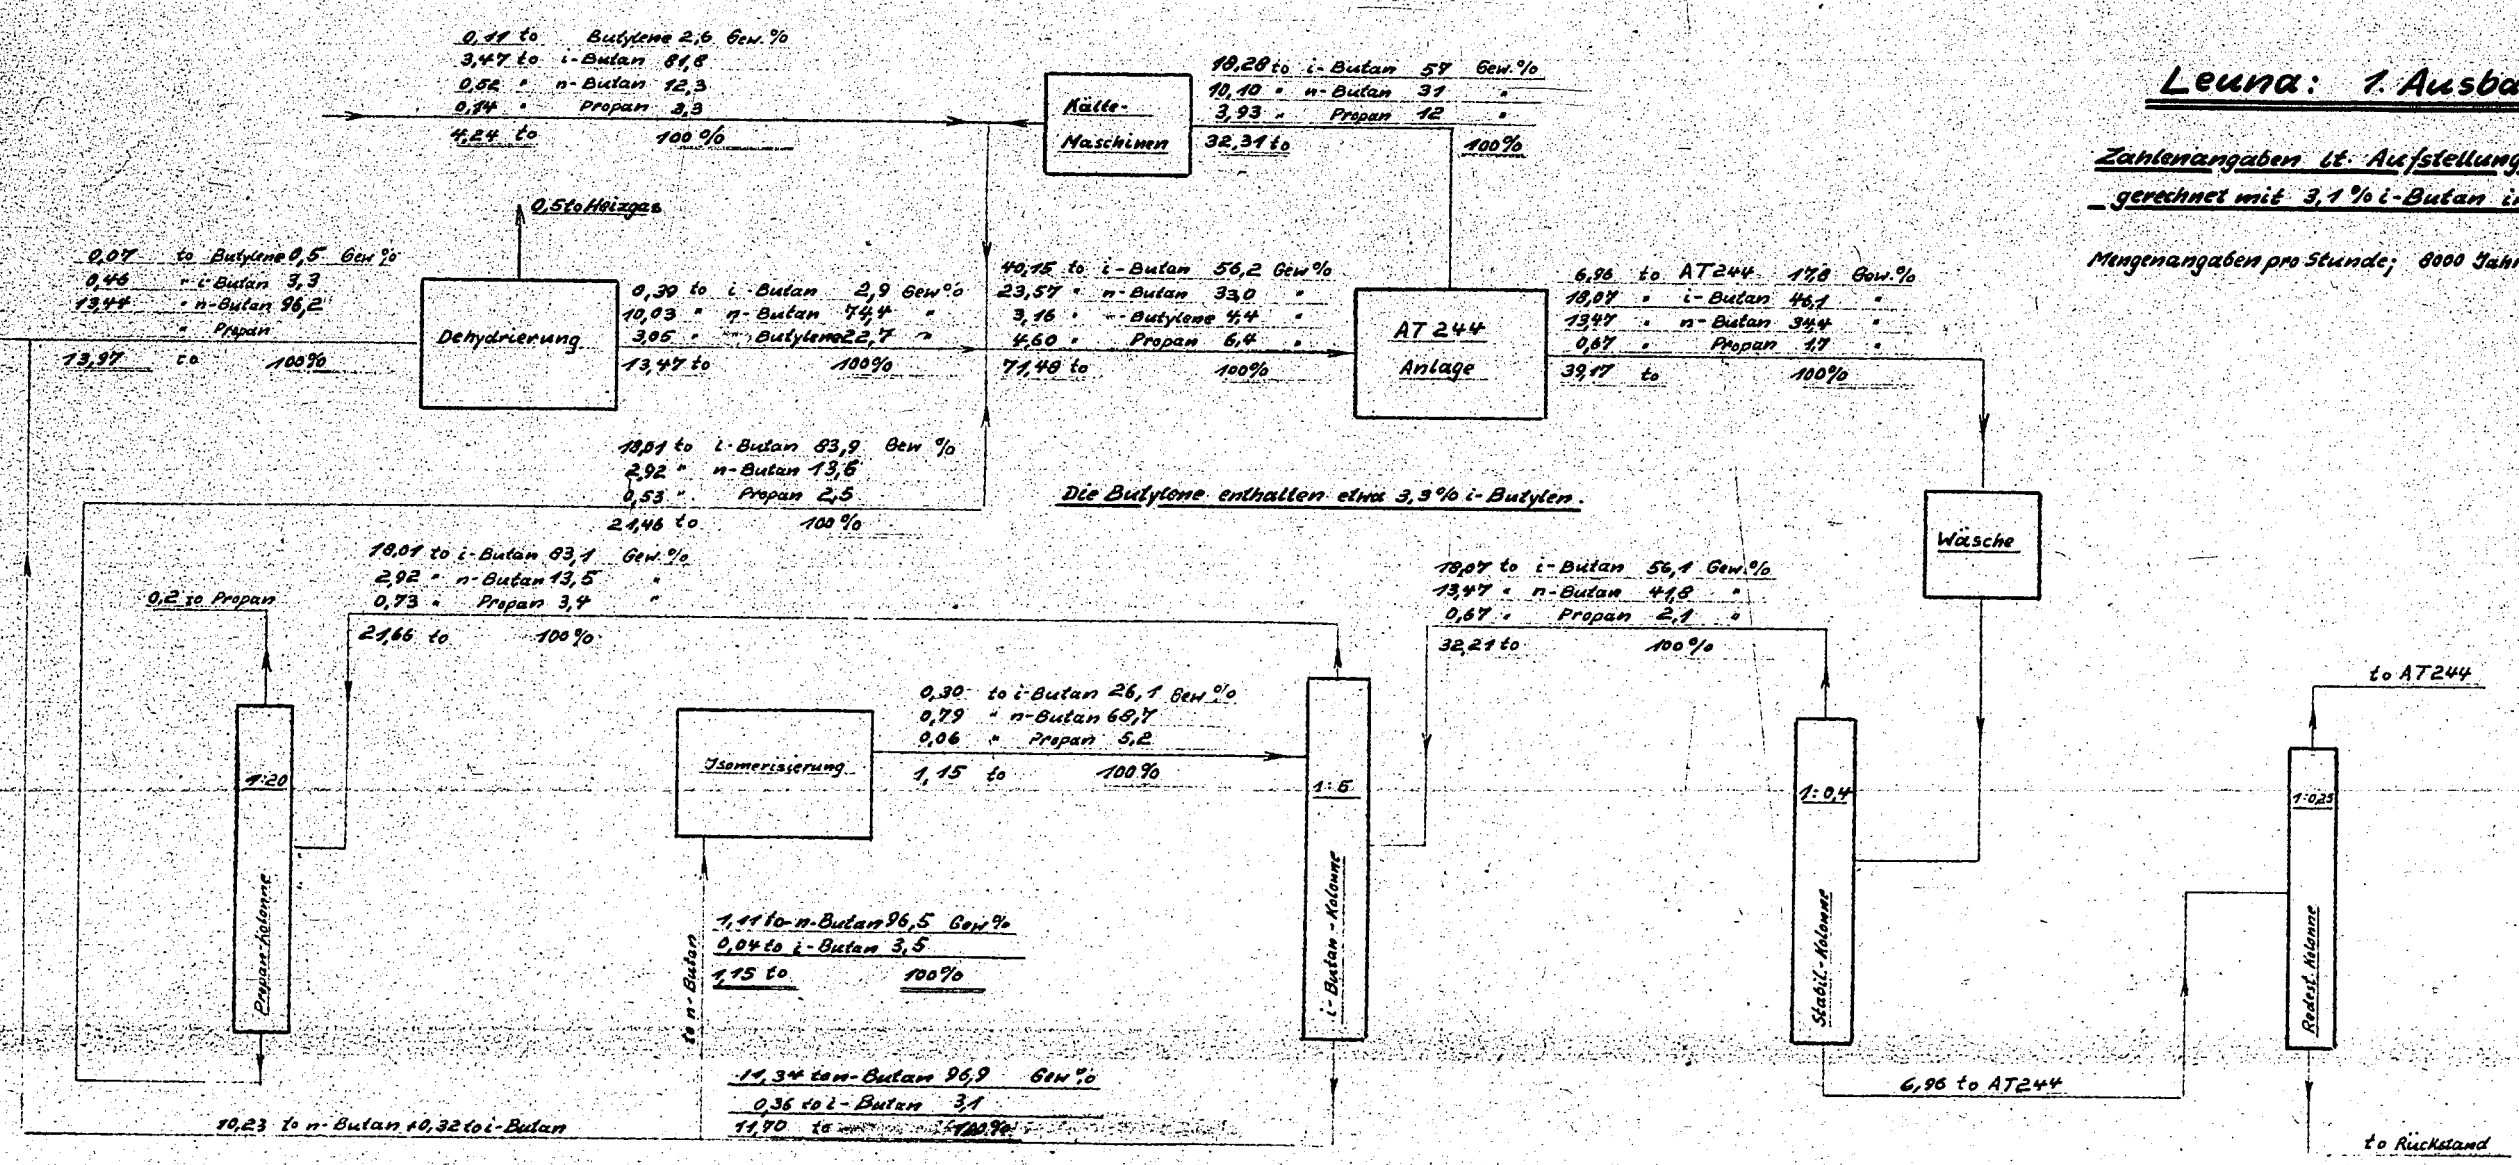 Leuna: 1. Ausba
Zahlenangaben lt. Aufstellung
gerechnet mit 3,1 % i-Butan i
Mengenangaben pro Stunde; 8000 Jahr
0,11 to Butylene 2,6 Gew.%
3,47 to i-Butan 81,8
0,52 " n-Butan 12,3
0,14 " Propan 3,3
4,24 to 100 %
Kälte-
Maschinen
18,28 to i-Butan 57 Gew.%
10,10 " n-Butan 31 "
3,93 " Propan 12 "
32,31 to 100%
0,5 to Heizgas
0,07 to Butylene 0,5 Gew %
0,46 " i-Butan 3,3
13,44 " n-Butan 96,2
" Propan
13,97 to 100%
Dehydrierung
0,39 to i-Butan 2,9 Gew%
10,03 " n-Butan 74,4 "
3,05 " Butylene 22,7 "
13,47 to 100%
40,15 to i-Butan 56,2 Gew%
23,57 " n-Butan 33,0 "
3,16 " Butylene 4,4 "
4,60 " Propan 6,4 "
71,48 to 100%
AT 244
Anlage
6,96 to AT244 17,8 Gew.%
18,07 " i-Butan 46,1 "
13,47 " n-Butan 34,4 "
0,67 " Propan 1,7 "
39,17 to 100%
18,01 to i-Butan 83,9 Gew %
2,92 " n-Butan 13,6
0,53 " Propan 2,5
21,46 to 100 %
Die Butylene enthalten etwa 3,3% i-Butylen.
Wäsche
18,01 to i-Butan 83,1 Gew.%
2,92 " n-Butan 13,5 "
0,73 " Propan 3,4 "
21,66 to 100%
0,2 to Propan
18,07 to i-Butan 56,1 Gew.%
13,47 " n-Butan 41,8 "
0,67 " Propan 2,1 "
32,21 to 100%
to AT244
0,30 to i-Butan 26,1 Gew.%
0,79 " n-Butan 68,7
0,06 " Propan 5,2
1,15 to 100%
Isomerisierung
1:20
Propan-Kolonne
1:5
i-Butan-Kolonne
1:0,4
Stabil.-Kolonne
1:0,25
Redest. Kolonne
to n-Butan
1,11 to n-Butan 96,5 Gew%
0,04 to i-Butan 3,5
1,15 to 100%
11,34 to n-Butan 96,9 Gew%
0,36 to i-Butan 3,1
11,70 to 100%
10,23 to n-Butan + 0,32 to i-Butan
6,96 to AT244
to Rückstand